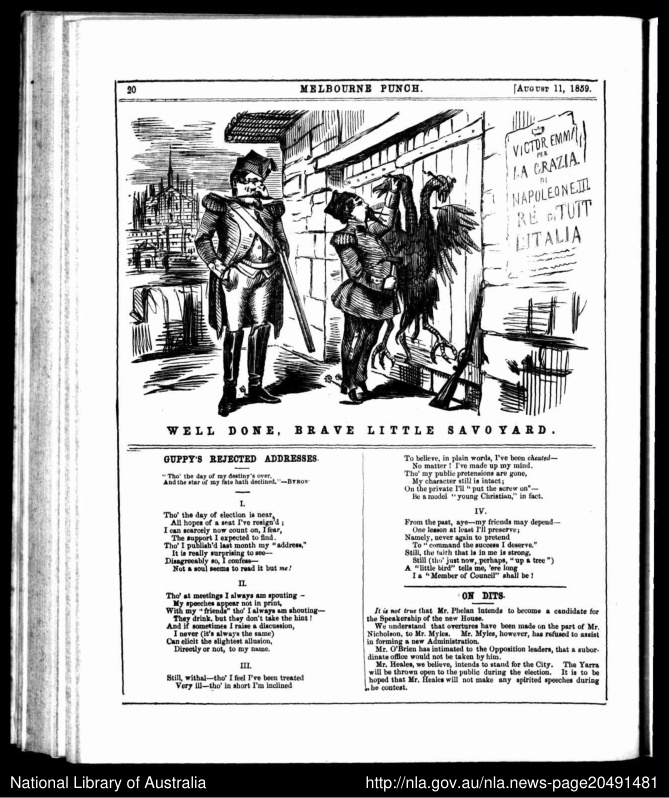 20
MELBOURNE PUNCH.
[AUGUST 11, 1859.
VICTOR EMML
PER
LA GRAZIA
DI
NAPOLEONE III
RE DI TUTT
L'ITALIA
WELL DONE, BRAVE LITTLE SAVOYARD.
GUPPY'S REJECTED ADDRESSES.
"Tho' the day of my destiny's over,
And the star of my fate hath declined."—BYRON
I.
Tho' the day of election is near,
All hopes of a seat I've resign'd;
I can scarcely now count on, I fear,
The support I expected to find.
Tho' I publish'd last month my "address,"
It is really surprising to see—
Disagreeably so, I confess—
Not a soul seems to read it but me!
II.
Tho' at meetings I always am spouting –
My speeches appear not in print,
With my "friends" tho' I always am shouting—
They drink, but they don't take the hint!
And if sometimes I raise a discussion,
I never (it's always the same)
Can elicit the slightest allusion,
Directly or not, to my name.
III.
Still, withal—tho' I feel I've been treated
Very ill—tho' in short I'm inclined
To believe, in plain words, I've been cheated—
No matter! I've made up my mind.
Tho' my public pretensions are gone,
My character still is intact;
On the private I'll "put the screw on"—
Be a model "young Christian," in fact.
IV.
From the past, aye—my friends may depend—
One lesson at least I'll preserve;
Namely, never again to pretend
To "command the success I deserve."
Still, the faith that is in me is strong,
Still (tho' just now, perhaps, "up a tree")
A "little bird" tells me, 'ere long
I a "Member of Council" shall be!
ON DITS.
It is not true that Mr. Phelan intends to become a candidate for
the Speakership of the new House.
We understand that overtures have been made on the part of Mr.
Nicholson, to Mr. Myles. Mr. Myles, however, has refused to assist
in forming a new Administration.
Mr. O'Brien has intimated to the Opposition leaders, that a subor-
dinate office would not be taken by him.
Mr. Heales, we believe, intends to stand for the City. The Yarra
will be thrown open to the public during the election. It is to be
hoped that Mr. Heales will not make any spirited speeches during
he contest.
National Library of Australia
http://nla.gov.au/nla.news-page20491481